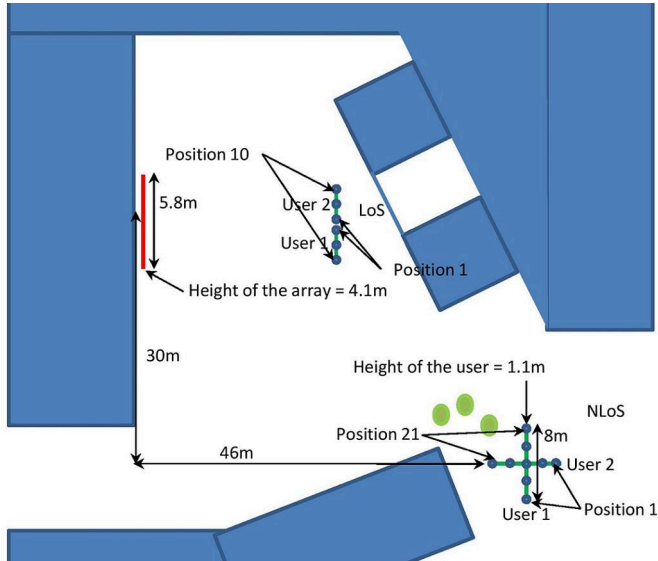 Position 10
5.8m
User 2
LoS
User 1
Position 1
Height of the array = 4.1m
30m
Height of the user = 1.1m
NLoS
Position 21
8m
46m
User 2
Position 1
User 1